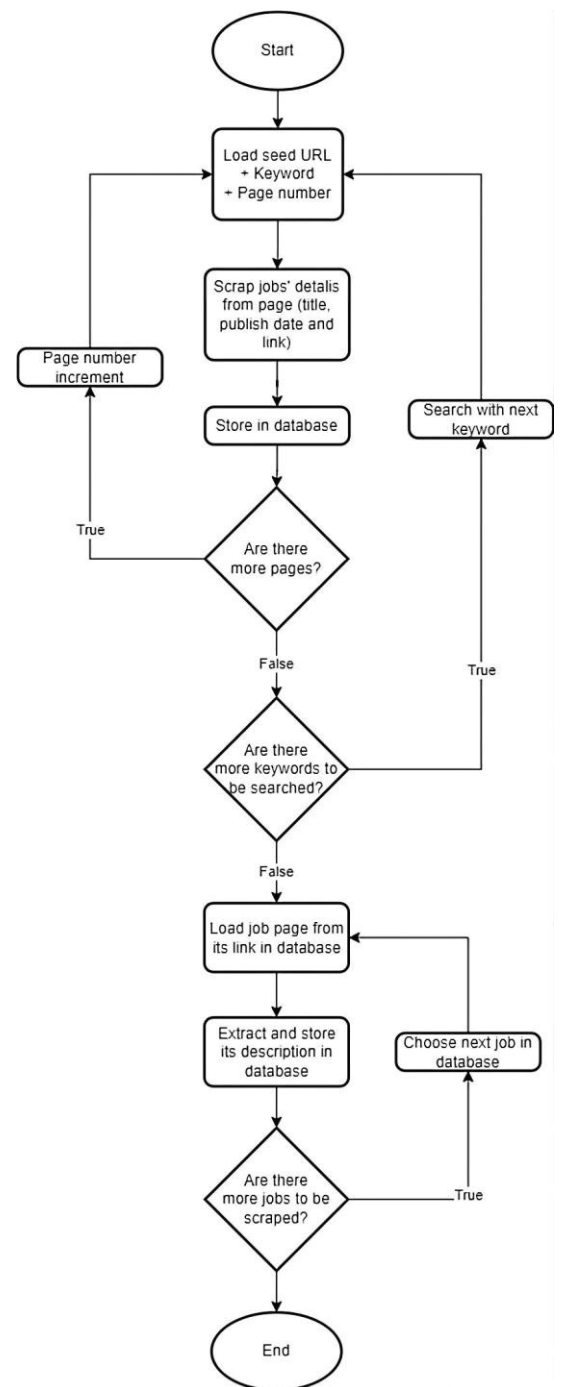 Start
Load seed URL
+ Keyword
+ Page number
Scrap jobs' detalis
from page (title,
publish date and
link)
Page number
increment
Store in database
Search with next
keyword
True
Are there
more pages?
False
True
Are there
more keywords to
be searched?
False
Load job page from
its link in database
Extract and store
its description in
database
Choose next job in
database
Are there
more jobs to be
scraped?
True
End